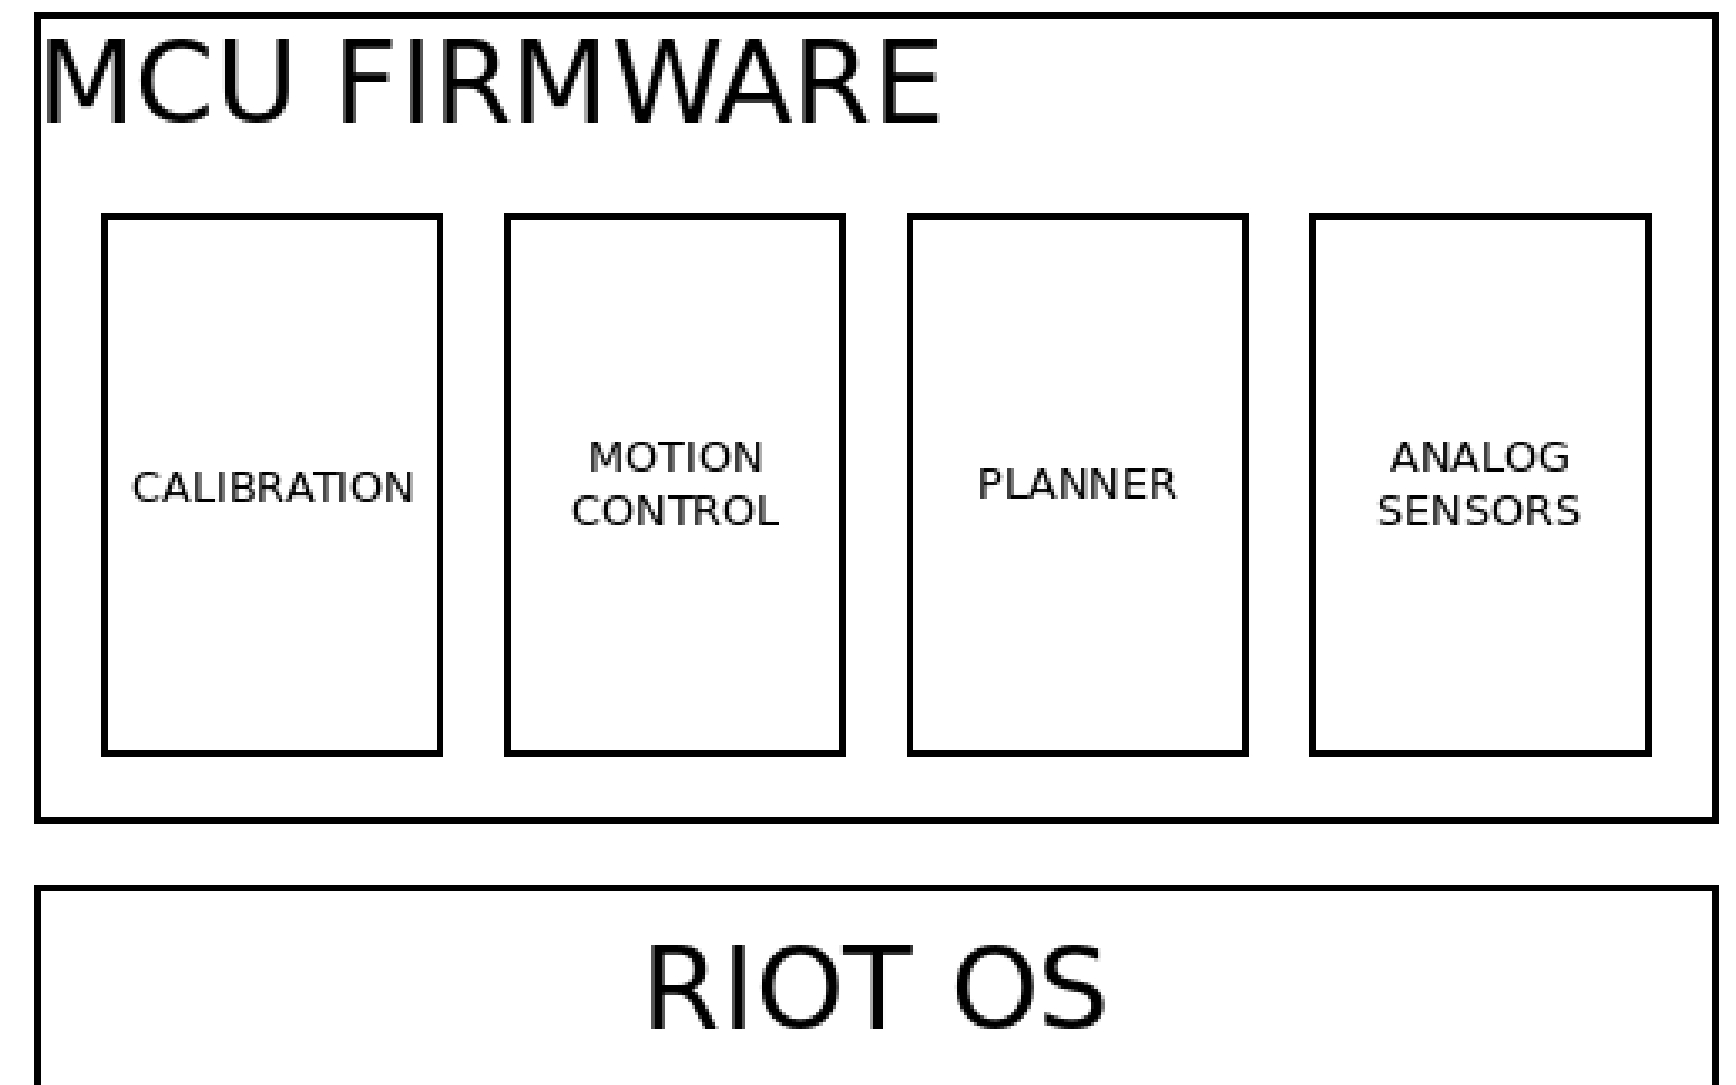 MCU FIRMWARE
CALIBRATION
MOTION
CONTROL
PLANNER
ANALOG
SENSORS
RIOT OS